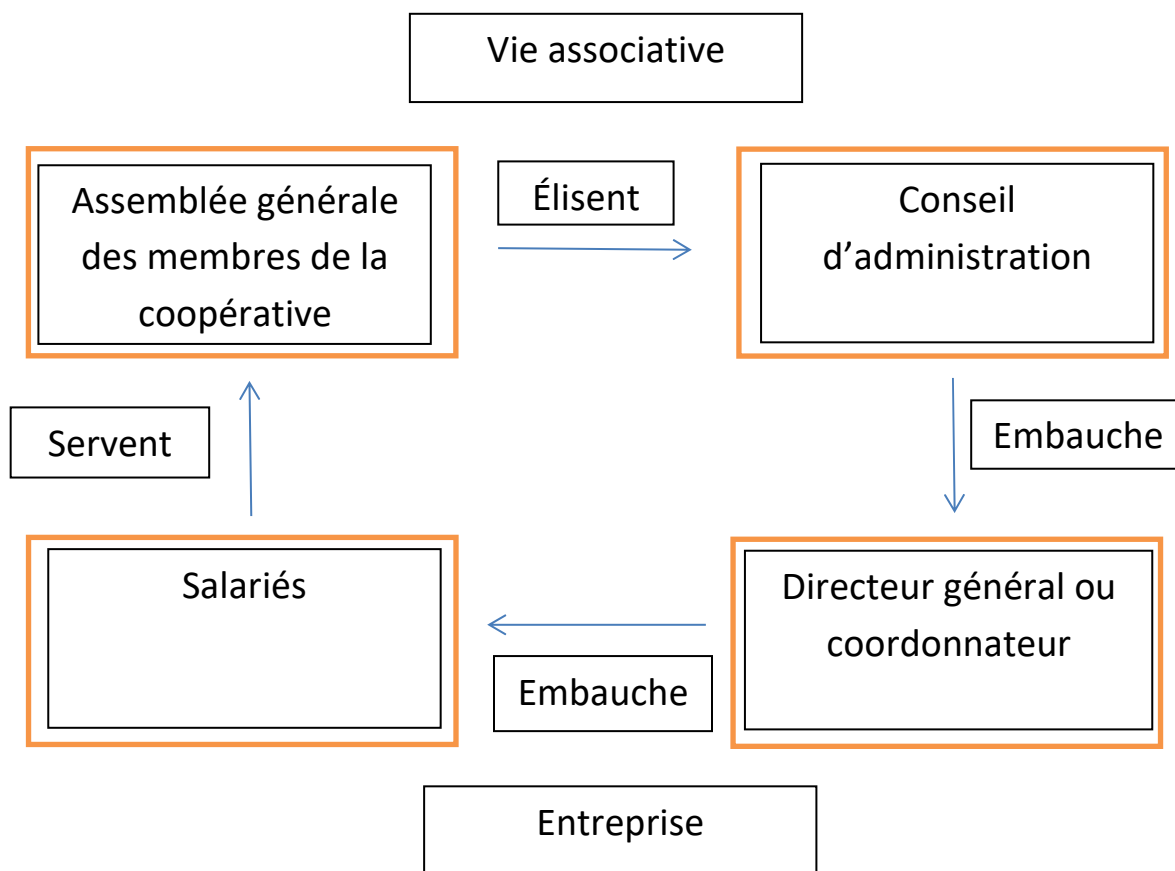 Vie associative
Assemblée générale
des membres de la
coopérative
Élisent
Conseil
d’administration
Servent
Embauche
Salariés
Directeur général ou
coordonnateur
Embauche
Entreprise